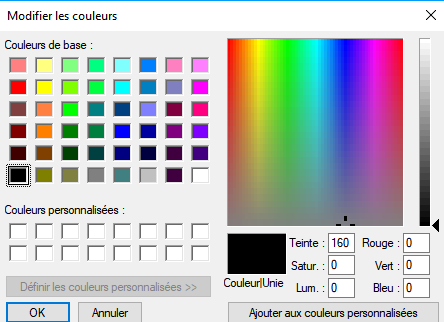 Modifier les couleurs
Couleurs de base :
Couleurs personnalisées :
Définir les couleurs personnalisées >>
OK Annuler
Couleur|Unie
Teinte : 160 Rouge : 0
Satur. : 0 Vert : 0
Lum. : 0 Bleu : 0
Ajouter aux couleurs personnalisées